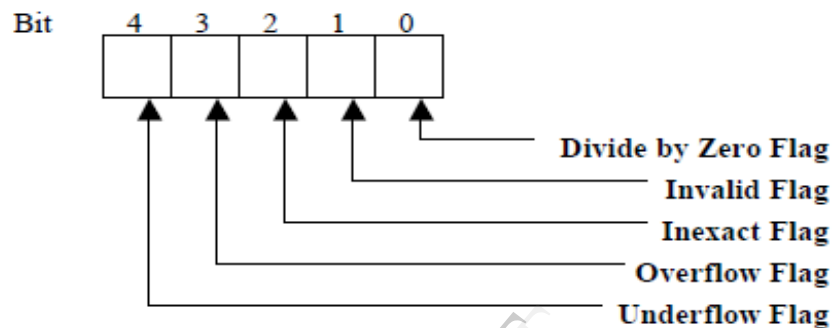 Bit 4 3 2 1 0
Divide by Zero Flag
Invalid Flag
Inexact Flag
Overflow Flag
Underflow Flag